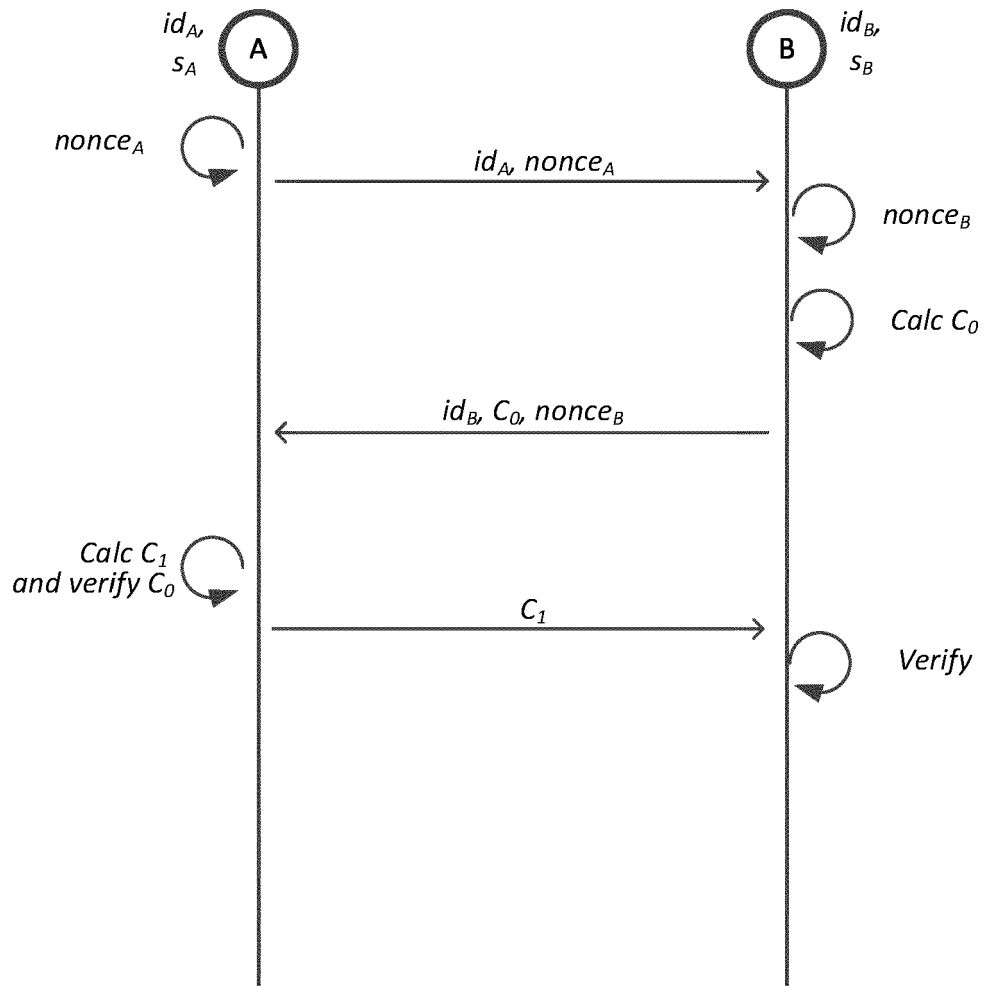 id_A,
s_A
A
B
id_B,
s_B
nonce_A
id_A, nonce_A
nonce_B
Calc C_0
id_B, C_0, nonce_B
Calc C_1
and verify C_0
C_1
Verify